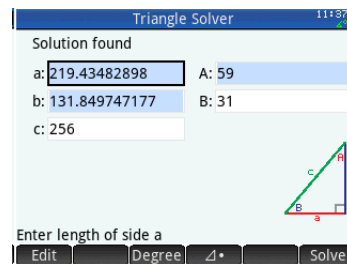 Triangle Solver 11:37
Solution found
a: 219.43482898 A: 59
b: 131.849747177 B: 31
c: 256
c
A
B
a
Enter length of side a
Edit Degree ⊿• Solve